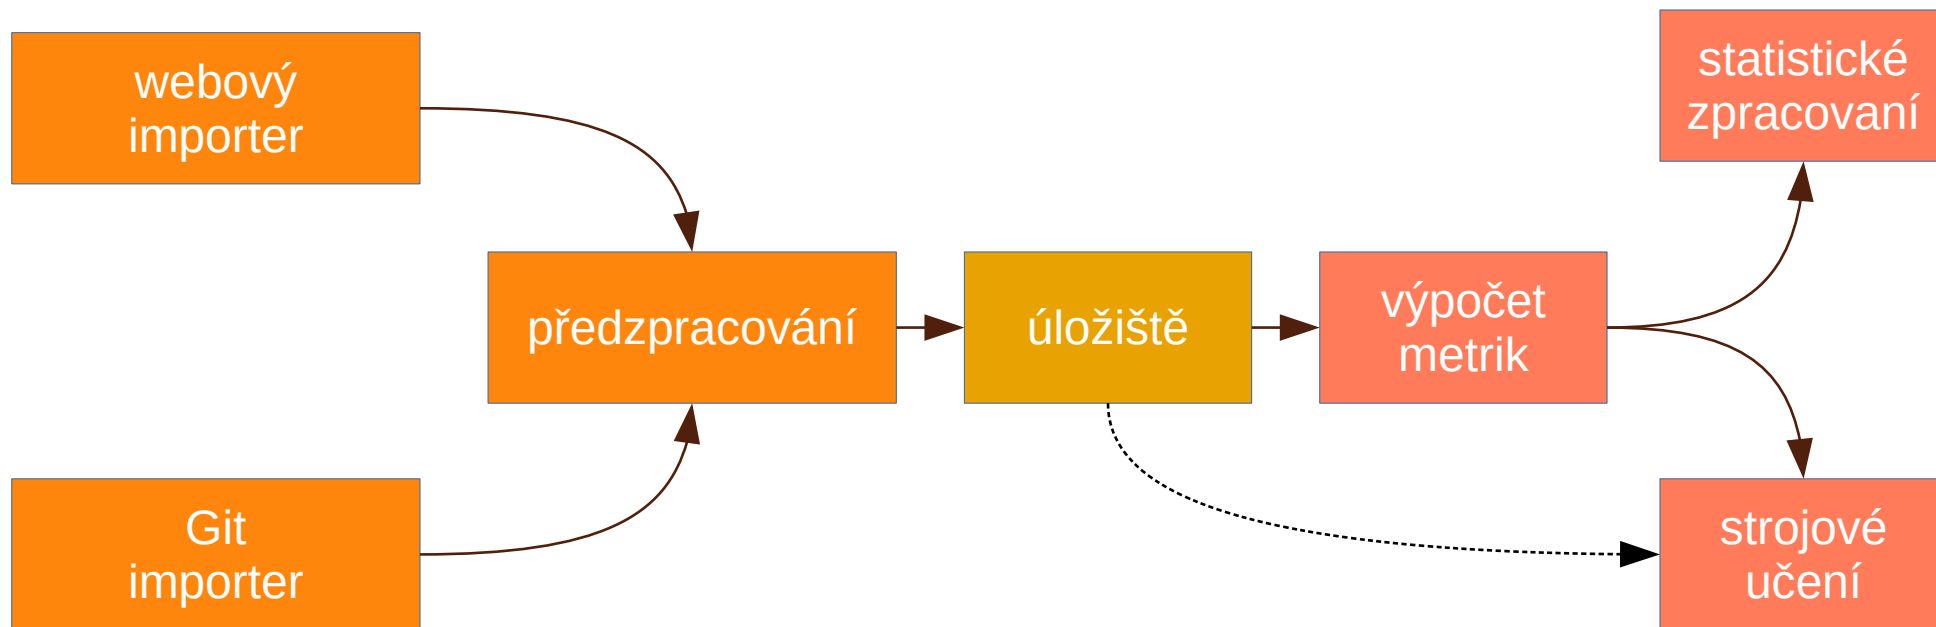 webový
importer
statistické
zpracovaní
předzpracování
úložiště
výpočet
metrik
Git
importer
strojové
učení